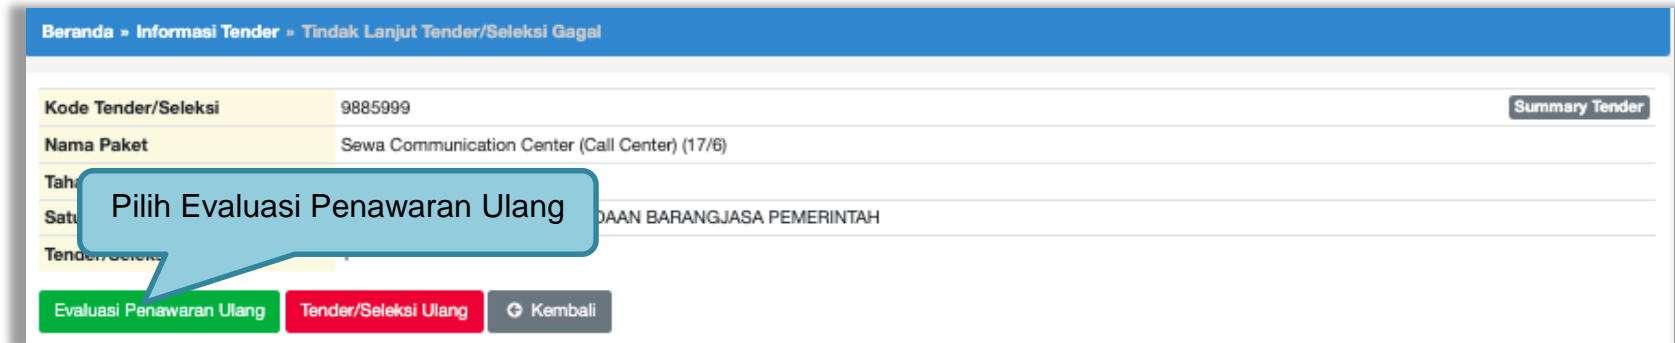 Beranda » Informasi Tender » Tindak Lanjut Tender/Seleksi Gagal
Kode Tender/Seleksi 9885999 Summary Tender
Nama Paket Sewa Communication Center (Call Center) (17/6)
Pilih Evaluasi Penawaran Ulang
BARANGJASA PEMERINTAH
Evaluasi Penawaran Ulang Tender/Seleksi Ulang Kembali